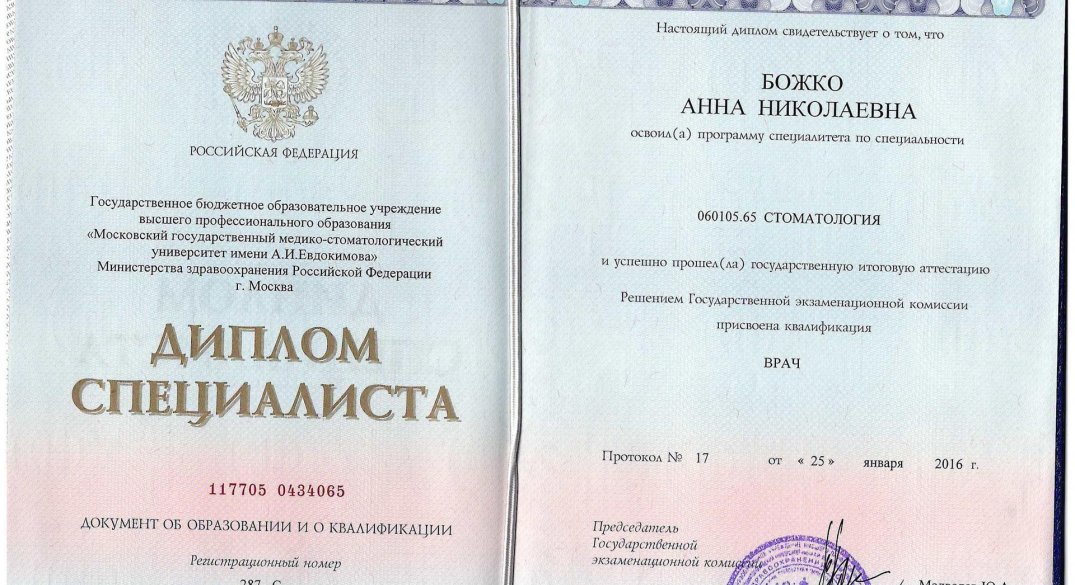 РОССИЙСКАЯ ФЕДЕРАЦИЯ
Государственное бюджетное образовательное учреждение
высшего профессионального образования
«Московский государственный медико-стоматологический
университет имени А.И.Евдокимова»
Министерства здравоохранения Российской Федерации
г. Москва
ДИПЛОМ
СПЕЦИАЛИСТА
117705 0434065
ДОКУМЕНТ ОБ ОБРАЗОВАНИИ И О КВАЛИФИКАЦИИ
Регистрационный номер
Настоящий диплом свидетельствует о том, что
БОЖКО
АННА НИКОЛАЕВНА
освоил(а) программу специалитета по специальности
060105.65 СТОМАТОЛОГИЯ
и успешно прошел(ла) государственную итоговую аттестацию
Решением Государственной экзаменационной комиссии
присвоена квалификация
ВРАЧ
Протокол № 17 от « 25 » января 2016 г.
Председатель
Государственной
экзаменационной комиссии